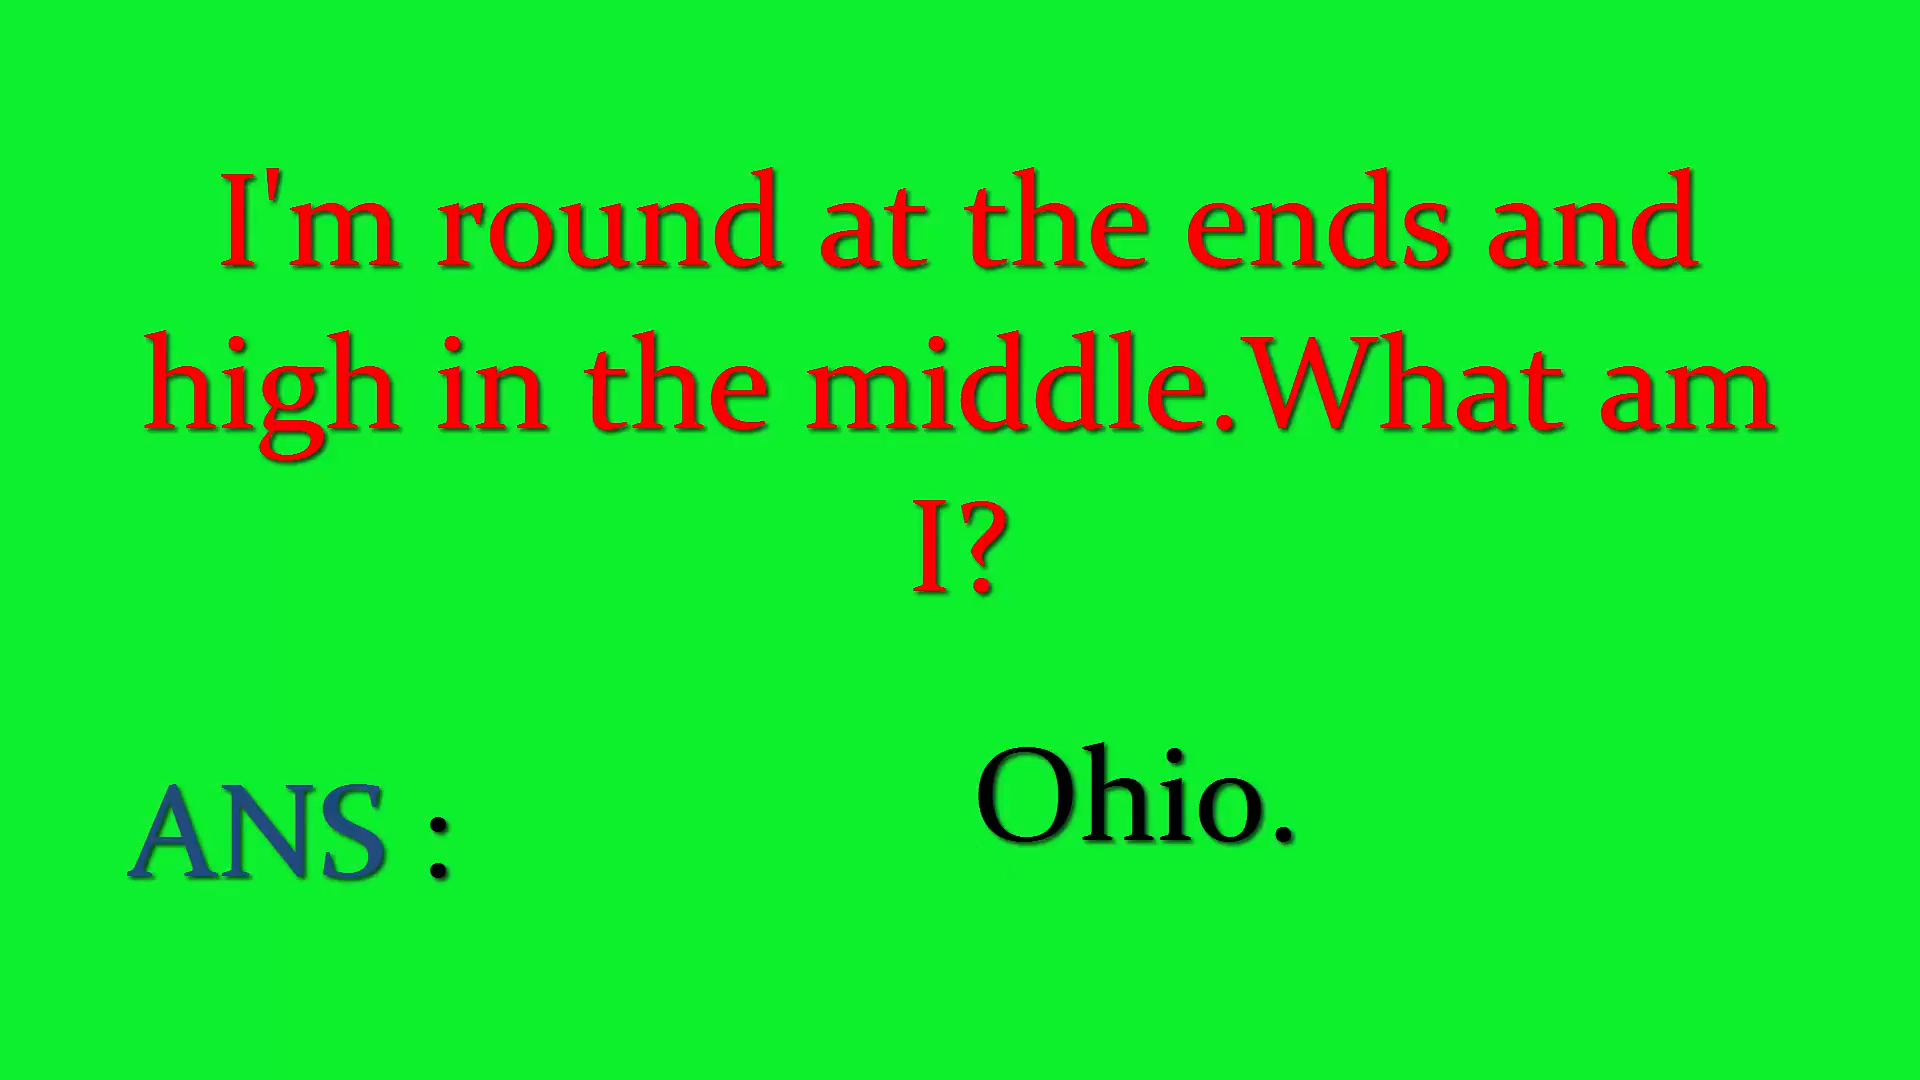 I'm round at the ends and
high in the middle.What am
I?
Ohio.
ANS :